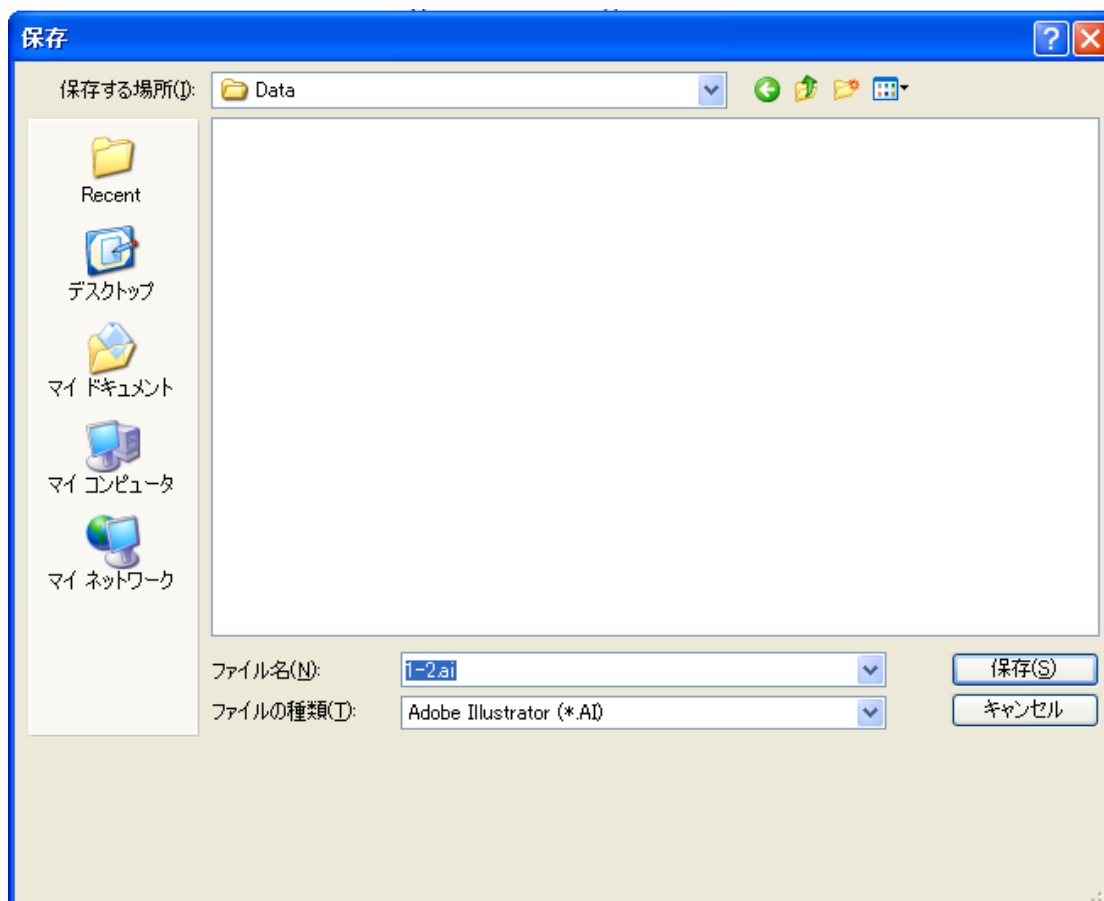 保存
保存する場所(I):
Data
Recent
デスクトップ
マイ ドキュメント
マイ コンピュータ
マイ ネットワーク
ファイル名(N):
1-2.ai
保存(S)
ファイルの種類(T):
Adobe Illustrator (*.AI)
キャンセル